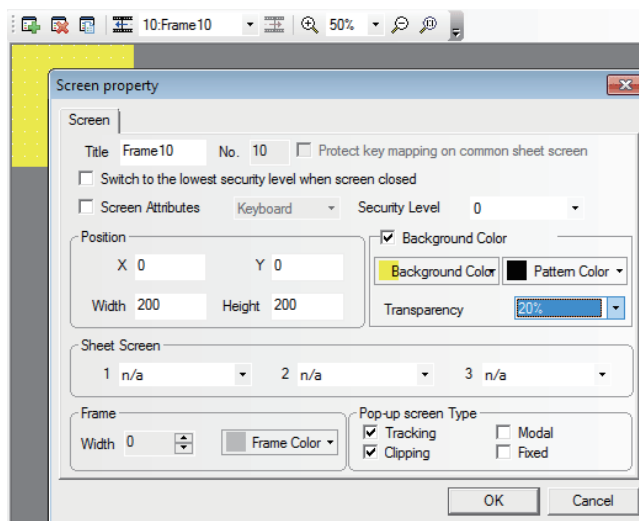 10:Frame10 50%
Screen property
Screen
Title Frame10 No. 10 Protect key mapping on common sheet screen
Switch to the lowest security level when screen closed
Screen Attributes Keyboard Security Level 0
Position Background Color
X 0 Y 0
Background Color Pattern Color
Width 200 Height 200 Transparency 20%
Sheet Screen
1 n/a 2 n/a 3 n/a
Frame Pop-up screen Type
Tracking Modal
Width 0 Frame Color
Clipping Fixed
OK Cancel